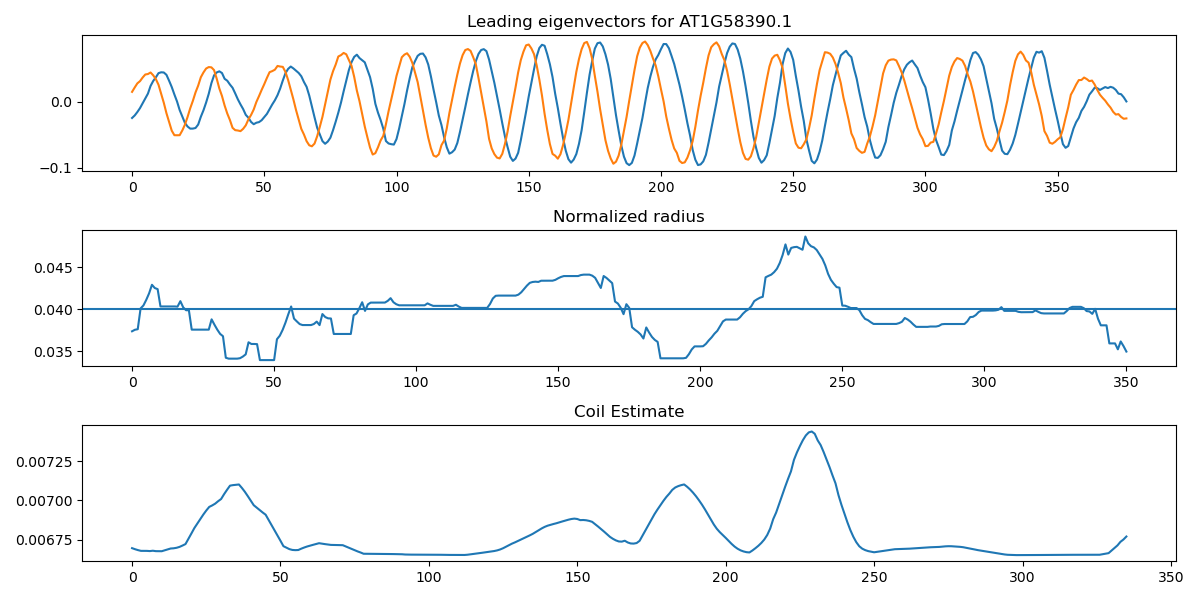 Leading eigenvectors for AT1G58390.1
0.0
−0.1
0 50 100 150 200 250 300 350
Normalized radius
0.045
0.040
0.035
0 50 100 150 200 250 300 350
Coil Estimate
0.00725
0.00700
0.00675
0 50 100 150 200 250 300 350